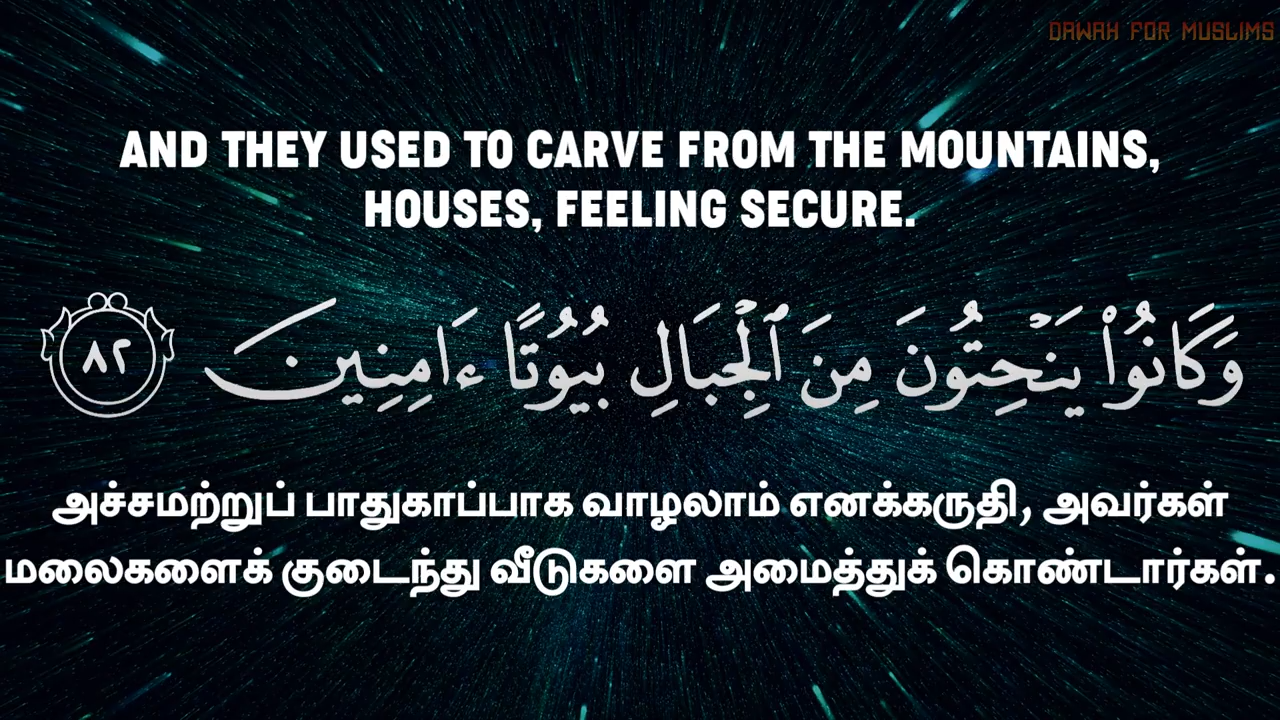 DAWAH FOR MUSLIMS
AND THEY USED TO CARVE FROM THE MOUNTAINS,
HOUSES, FEELING SECURE.
وَكَانُوا۟ يَنْحِتُونَ مِنَ ٱلْجِبَالِ بُيُوتًا ءَامِنِينَ ٨٢
அச்சமற்றுப் பாதுகாப்பாக வாழலாம் எனக்கருதி, அவர்கள்
மலைகளைக் குடைந்து வீடுகளை அமைத்துக் கொண்டார்கள்.